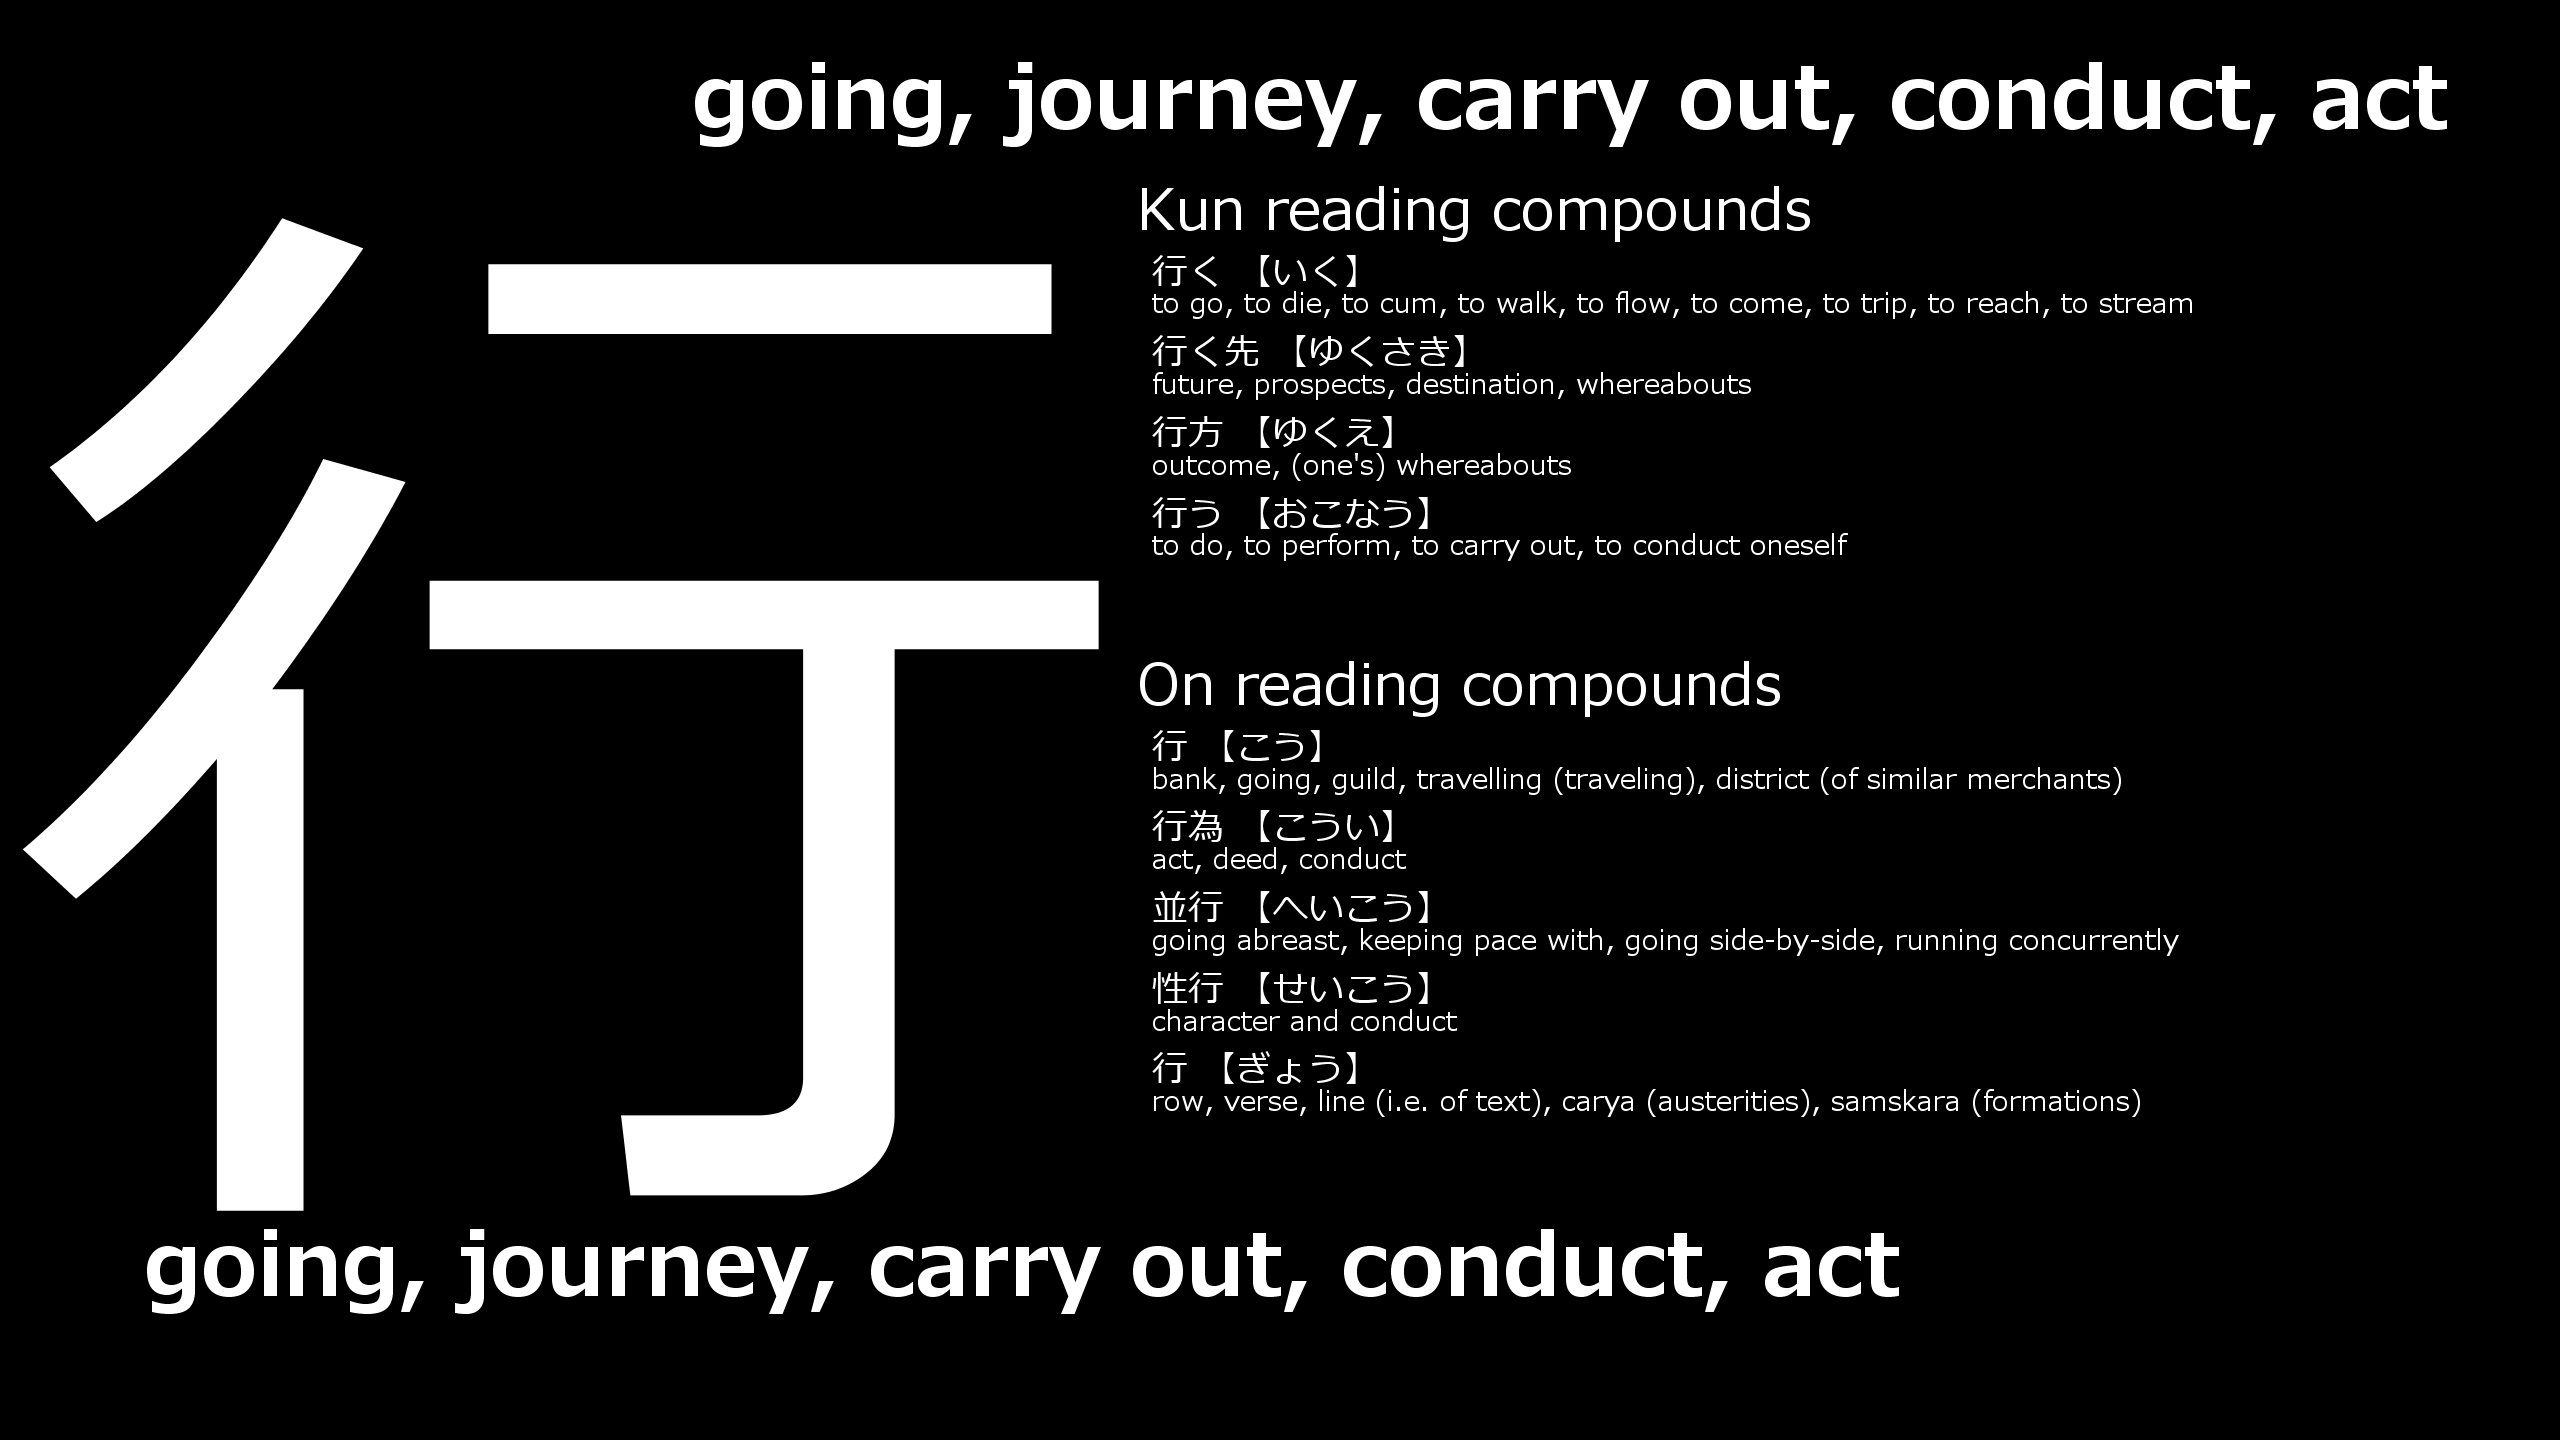 going, journey, carry out, conduct, act
行
Kun reading compounds
行く 【いく】
to go, to die, to cum, to walk, to flow, to come, to trip, to reach, to stream
行く先 【ゆくさき】
future, prospects, destination, whereabouts
行方 【ゆくえ】
outcome, (one's) whereabouts
行う 【おこなう】
to do, to perform, to carry out, to conduct oneself
On reading compounds
行 【こう】
bank, going, guild, travelling (traveling), district (of similar merchants)
行為 【こうい】
act, deed, conduct
並行 【へいこう】
going abreast, keeping pace with, going side-by-side, running concurrently
性行 【せいこう】
character and conduct
行 【ぎょう】
row, verse, line (i.e. of text), carya (austerities), samskara (formations)
going, journey, carry out, conduct, act